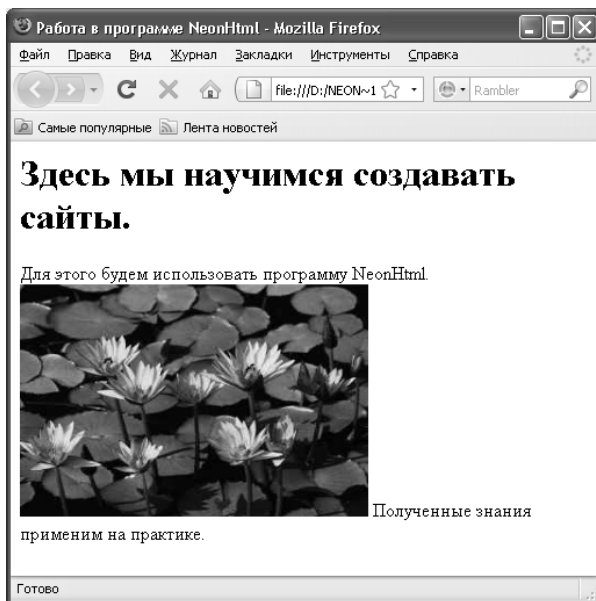 Работа в программе NeonHtml - Mozilla Firefox
Файл Правка Вид Журнал Закладки Инструменты Справка
file:///D:/NEON~1 Rambler
Самые популярные Лента новостей
Здесь мы научимся создавать
сайты.
Для этого будем использовать программу NeonHtml.
Полученные знания
применим на практике.
Готово